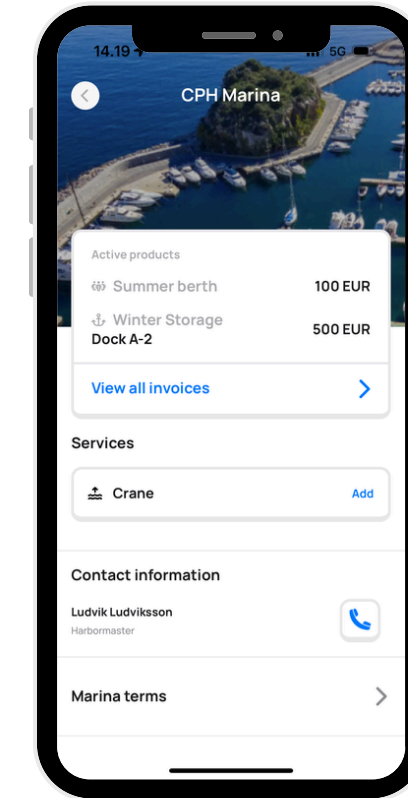 14.19
5G
CPH Marina
Active products
Summer berth 100 EUR
Winter Storage
Dock A-2 500 EUR
View all invoices
Services
Crane Add
Contact information
Ludvik Ludviksson
Harbormaster
Marina terms